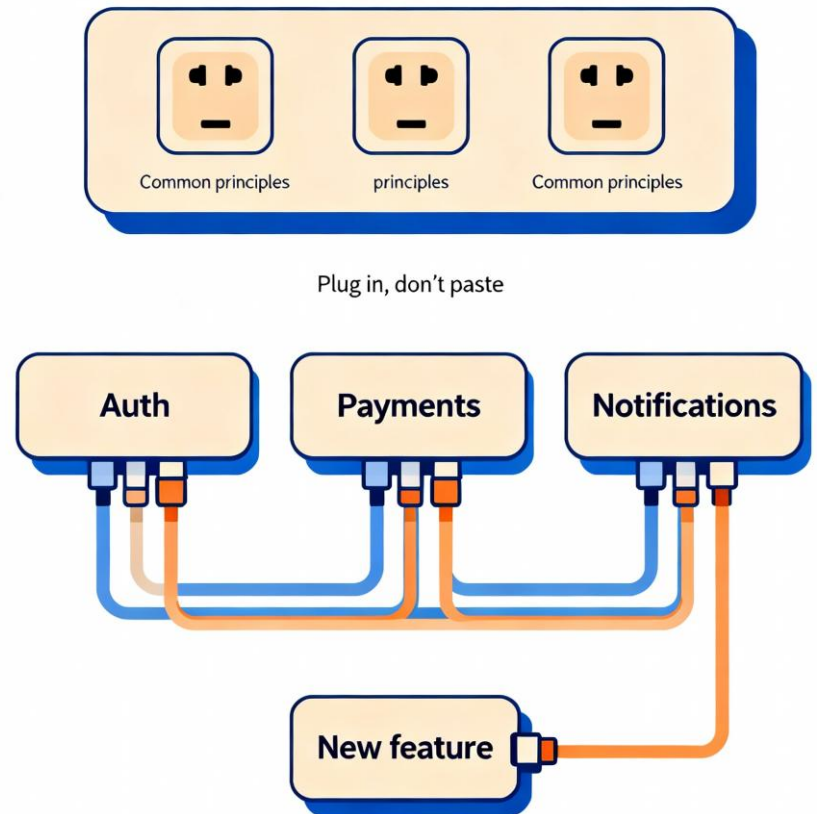 Common principles
principles
Common principles
Plug in, don't paste
Auth
Payments
Notifications
New feature